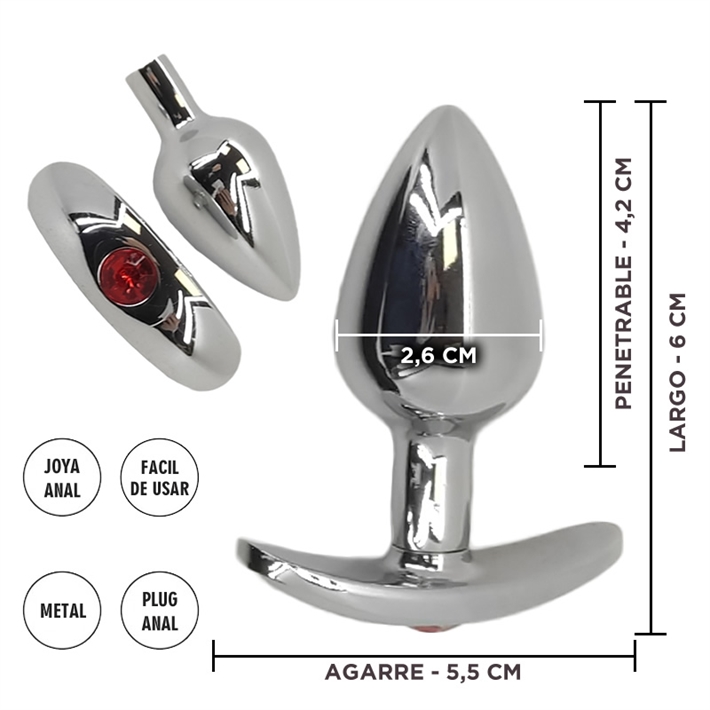 PENETRABLE - 4,2 CM
LARGO - 6 CM
2,6 CM
JOYA
ANAL
FACIL
DE USAR
METAL
PLUG
ANAL
AGARRE - 5,5 CM